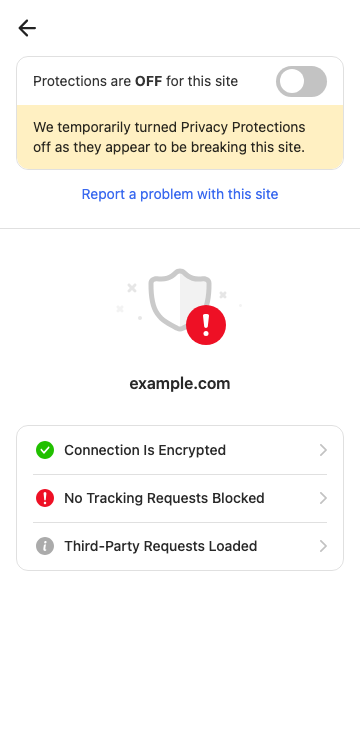 Protections are OFF for this site
We temporarily turned Privacy Protections
off as they appear to be breaking this site.
Report a problem with this site
example.com
Connection Is Encrypted
No Tracking Requests Blocked
Third-Party Requests Loaded